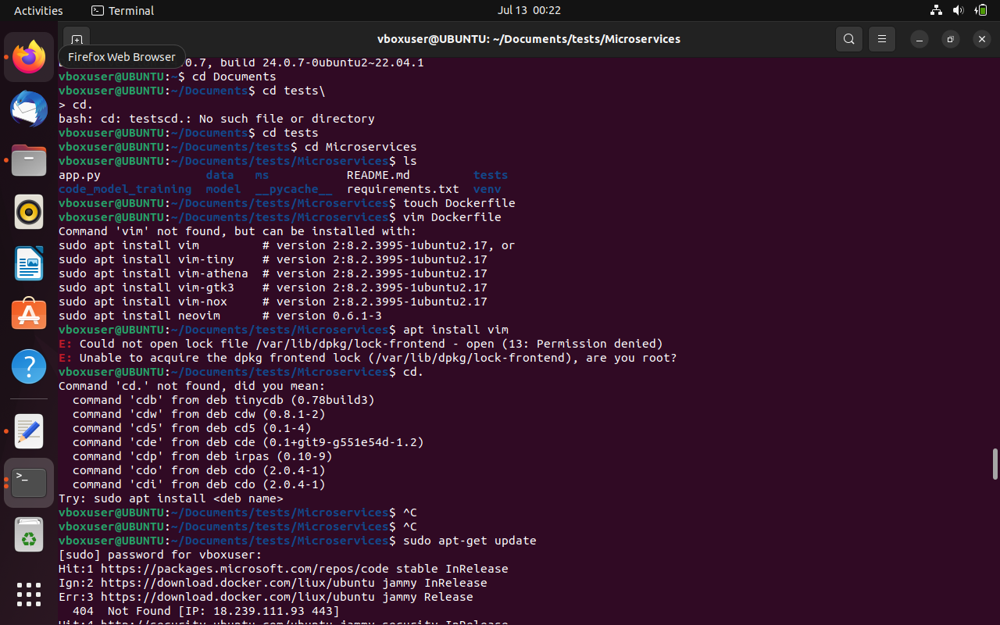 Activities Terminal Jul 13 00:22
vboxuser@UBUNTU: ~/Documents/tests/Microservices
Firefox Web Browser
0.7, build 24.0.7-0ubuntu2~22.04.1
vboxuser@UBUNTU:~$ cd Documents
vboxuser@UBUNTU:~/Documents$ cd tests\
> cd.
bash: cd: testscd.: No such file or directory
vboxuser@UBUNTU:~/Documents$ cd tests
vboxuser@UBUNTU:~/Documents/tests$ cd Microservices
vboxuser@UBUNTU:~/Documents/tests/Microservices$ ls
app.py data ms README.md tests
code_model_training model __pycache__ requirements.txt venv
vboxuser@UBUNTU:~/Documents/tests/Microservices$ touch Dockerfile
vboxuser@UBUNTU:~/Documents/tests/Microservices$ vim Dockerfile
Command 'vim' not found, but can be installed with:
sudo apt install vim # version 2:8.2.3995-1ubuntu2.17, or
sudo apt install vim-tiny # version 2:8.2.3995-1ubuntu2.17
sudo apt install vim-athena # version 2:8.2.3995-1ubuntu2.17
sudo apt install vim-gtk3 # version 2:8.2.3995-1ubuntu2.17
sudo apt install vim-nox # version 2:8.2.3995-1ubuntu2.17
sudo apt install neovim # version 0.6.1-3
vboxuser@UBUNTU:~/Documents/tests/Microservices$ apt install vim
E: Could not open lock file /var/lib/dpkg/lock-frontend - open (13: Permission denied)
E: Unable to acquire the dpkg frontend lock (/var/lib/dpkg/lock-frontend), are you root?
vboxuser@UBUNTU:~/Documents/tests/Microservices$ cd.
Command 'cd.' not found, did you mean:
command 'cdb' from deb tinycdb (0.78build3)
command 'cdw' from deb cdw (0.8.1-2)
command 'cd5' from deb cd5 (0.1-4)
command 'cde' from deb cde (0.1+git9-g551e54d-1.2)
command 'cdp' from deb irpas (0.10-9)
command 'cdo' from deb cdo (2.0.4-1)
command 'cdi' from deb cdo (2.0.4-1)
Try: sudo apt install <deb name>
vboxuser@UBUNTU:~/Documents/tests/Microservices$ ^C
vboxuser@UBUNTU:~/Documents/tests/Microservices$ ^C
vboxuser@UBUNTU:~/Documents/tests/Microservices$ sudo apt-get update
[sudo] password for vboxuser:
Hit:1 https://packages.microsoft.com/repos/code stable InRelease
Ign:2 https://download.docker.com/liux/ubuntu jammy InRelease
Err:3 https://download.docker.com/liux/ubuntu jammy Release
404 Not Found [IP: 18.239.111.93 443]
Hit:4 http://security.ubuntu.com/ubuntu jammy-security InRelease